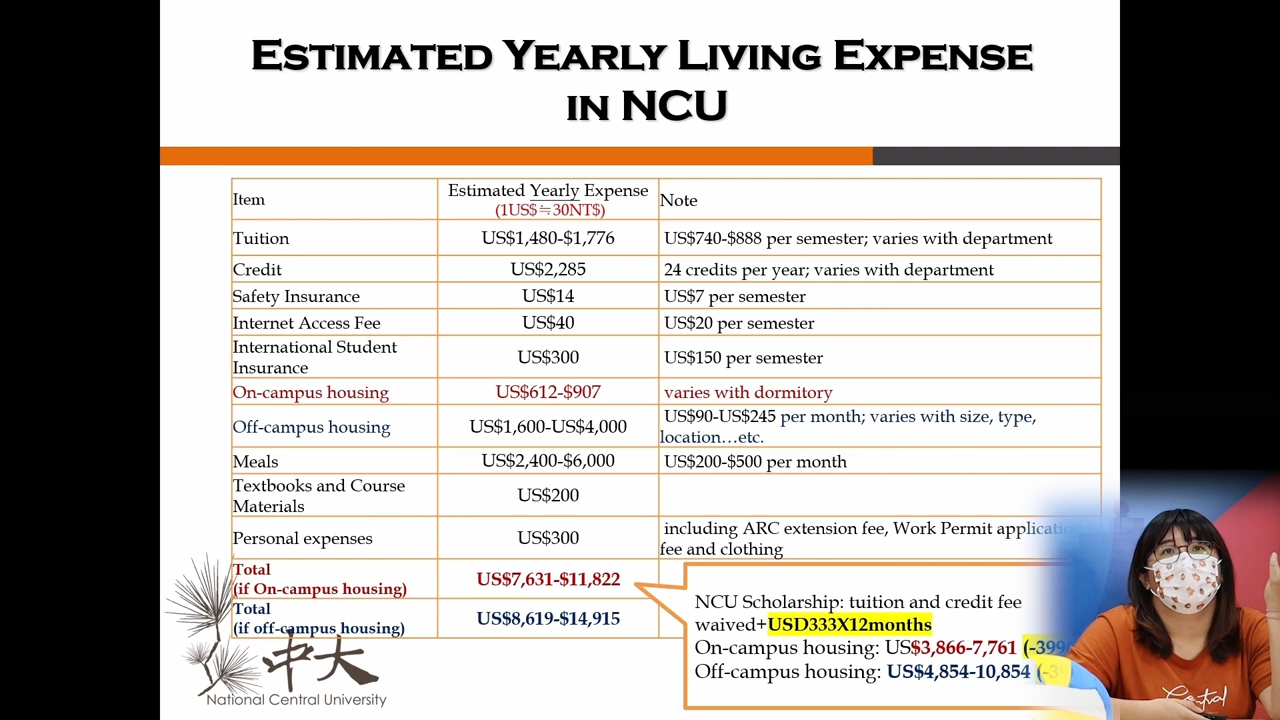 ESTIMATED YEARLY LIVING EXPENSE
IN NCU
Item
Estimated Yearly Expense
(1US$≒30NT$)
Note
Tuition
US$1,480-$1,776
US$740-$888 per semester; varies with department
Credit
US$2,285
24 credits per year; varies with department
Safety Insurance
US$14
US$7 per semester
Internet Access Fee
US$40
US$20 per semester
International Student
Insurance
US$300
US$150 per semester
On-campus housing
US$612-$907
varies with dormitory
Off-campus housing
US$1,600-US$4,000
US$90-US$245 per month; varies with size, type,
location…etc.
Meals
US$2,400-$6,000
US$200-$500 per month
Textbooks and Course
Materials
US$200
Personal expenses
US$300
including ARC extension fee, Work Permit
fee and clothing
Total
(if On-campus housing)
US$7,631-$11,822
Total
(if off-campus housing)
US$8,619-$14,915
NCU Scholarship: tuition and credit fee
waived+USD333X12months
On-campus housing: US$3,866-7,761
Off-campus housing: US$4,854-10,854
中大
National Central University
Central